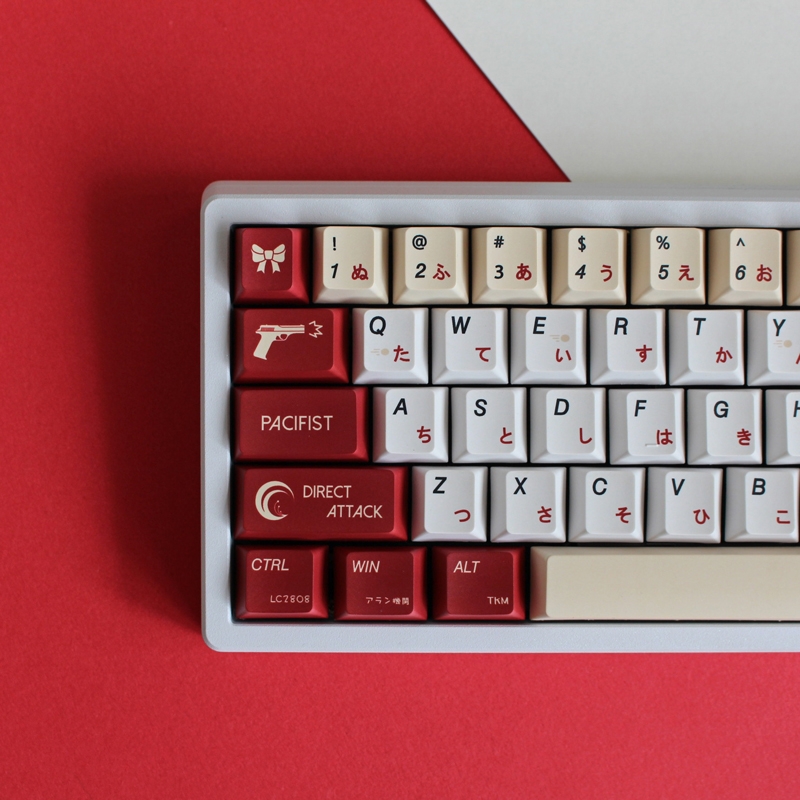 ! @ # $ % ^
1 ぬ 2 ふ 3 あ 4 う 5 え 6 お
Q W E R T Y
た て い す か
PACIFIST A S D F G H
ち と し は き
DIRECT Z X C V B
ATTACK つ さ そ ひ こ
CTRL WIN ALT
LC2808 アラン機関 TKM